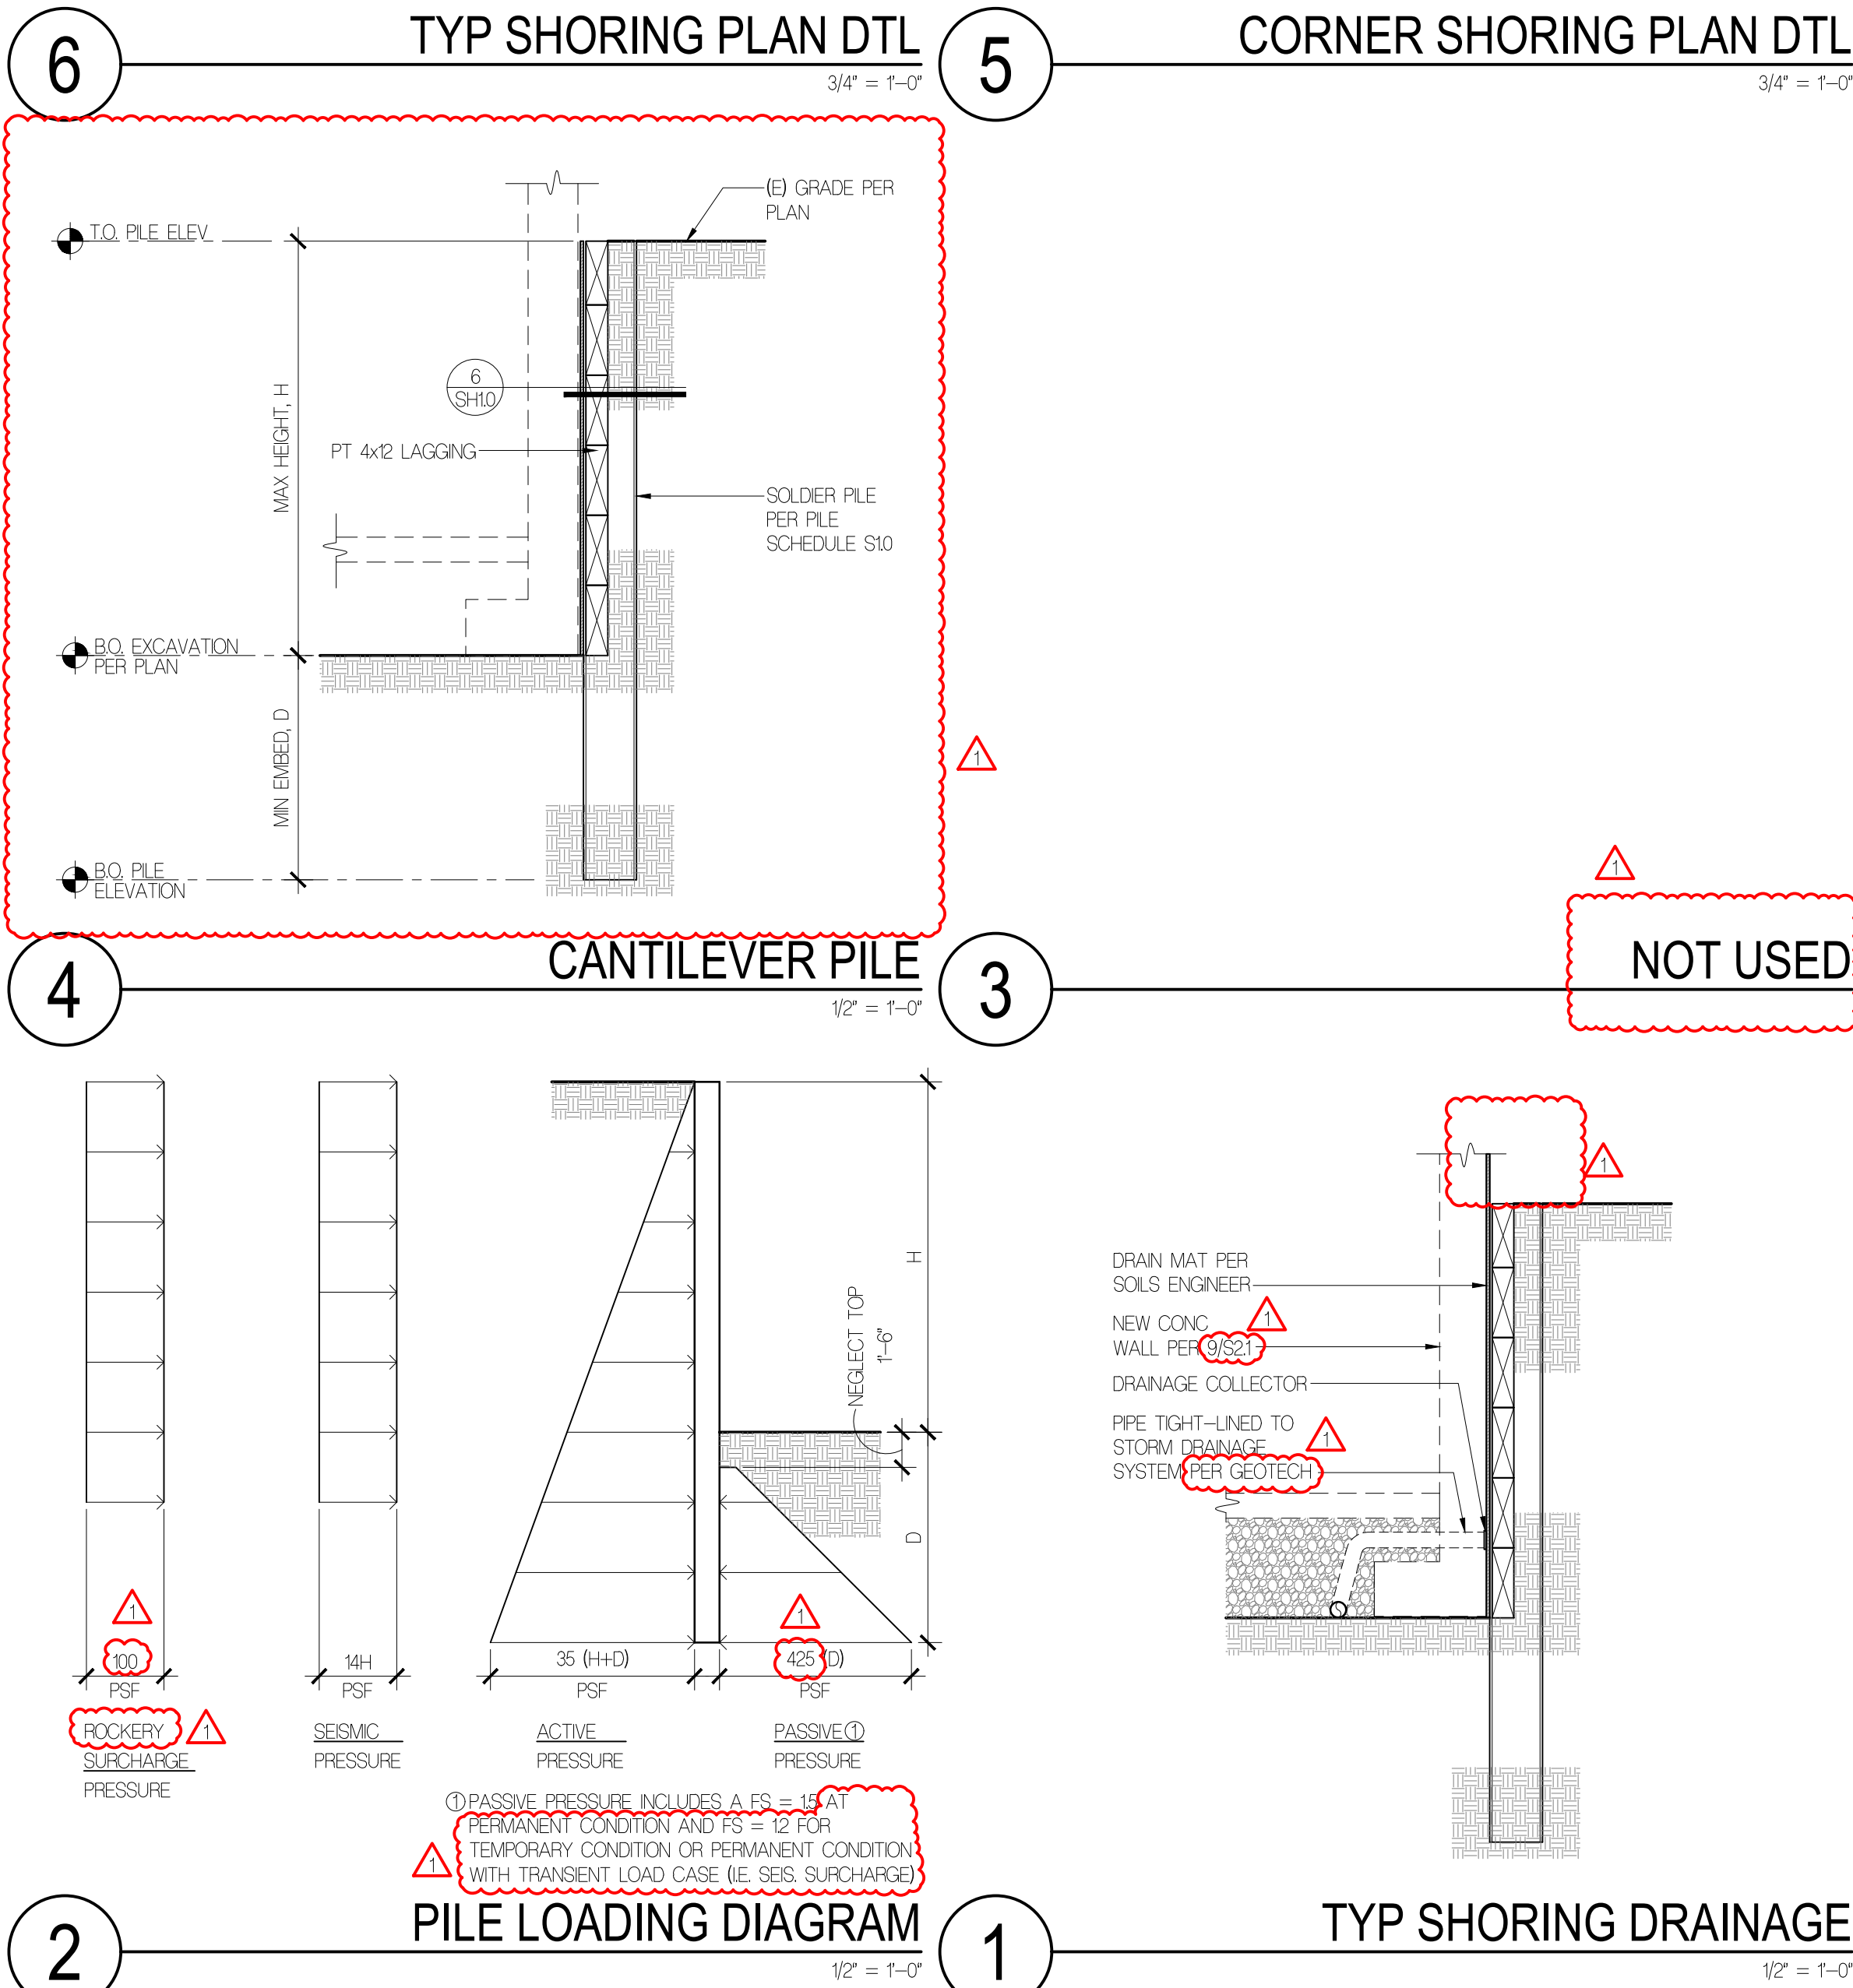 6
TYP SHORING PLAN DTL
3/4" = 1'-0"
5
CORNER SHORING PLAN DTL
3/4" = 1'-0"
(E) GRADE PER
PLAN
T.O. PILE ELEV
6
SH1.0
MAX HEIGHT, H
PT 4x12 LAGGING
SOLDIER PILE
PER PILE
SCHEDULE S1.0
B.O. EXCAVATION
PER PLAN
MIN EMBED, D
1
B.O. PILE
ELEVATION
4
CANTILEVER PILE
1/2" = 1'-0"
1
3
NOT USED
H
NEGLECT TOP
1'-6"
D
1
100
PSF
ROCKERY
1
SURCHARGE
PRESSURE
14H
PSF
SEISMIC
PRESSURE
35 (H+D)
PSF
ACTIVE
PRESSURE
1
425 (D)
PSF
PASSIVE ①
PRESSURE
① PASSIVE PRESSURE INCLUDES A FS = 1.5 AT
PERMANENT CONDITION AND FS = 1.2 FOR
TEMPORARY CONDITION OR PERMANENT CONDITION
WITH TRANSIENT LOAD CASE (I.E. SEIS. SURCHARGE)
1
2
PILE LOADING DIAGRAM
1/2" = 1'-0"
1
DRAIN MAT PER
SOILS ENGINEER
NEW CONC
WALL PER 9/S2.1
1
DRAINAGE COLLECTOR
PIPE TIGHT-LINED TO
STORM DRAINAGE
SYSTEM PER GEOTECH
1
1
TYP SHORING DRAINAGE
1/2" = 1'-0"